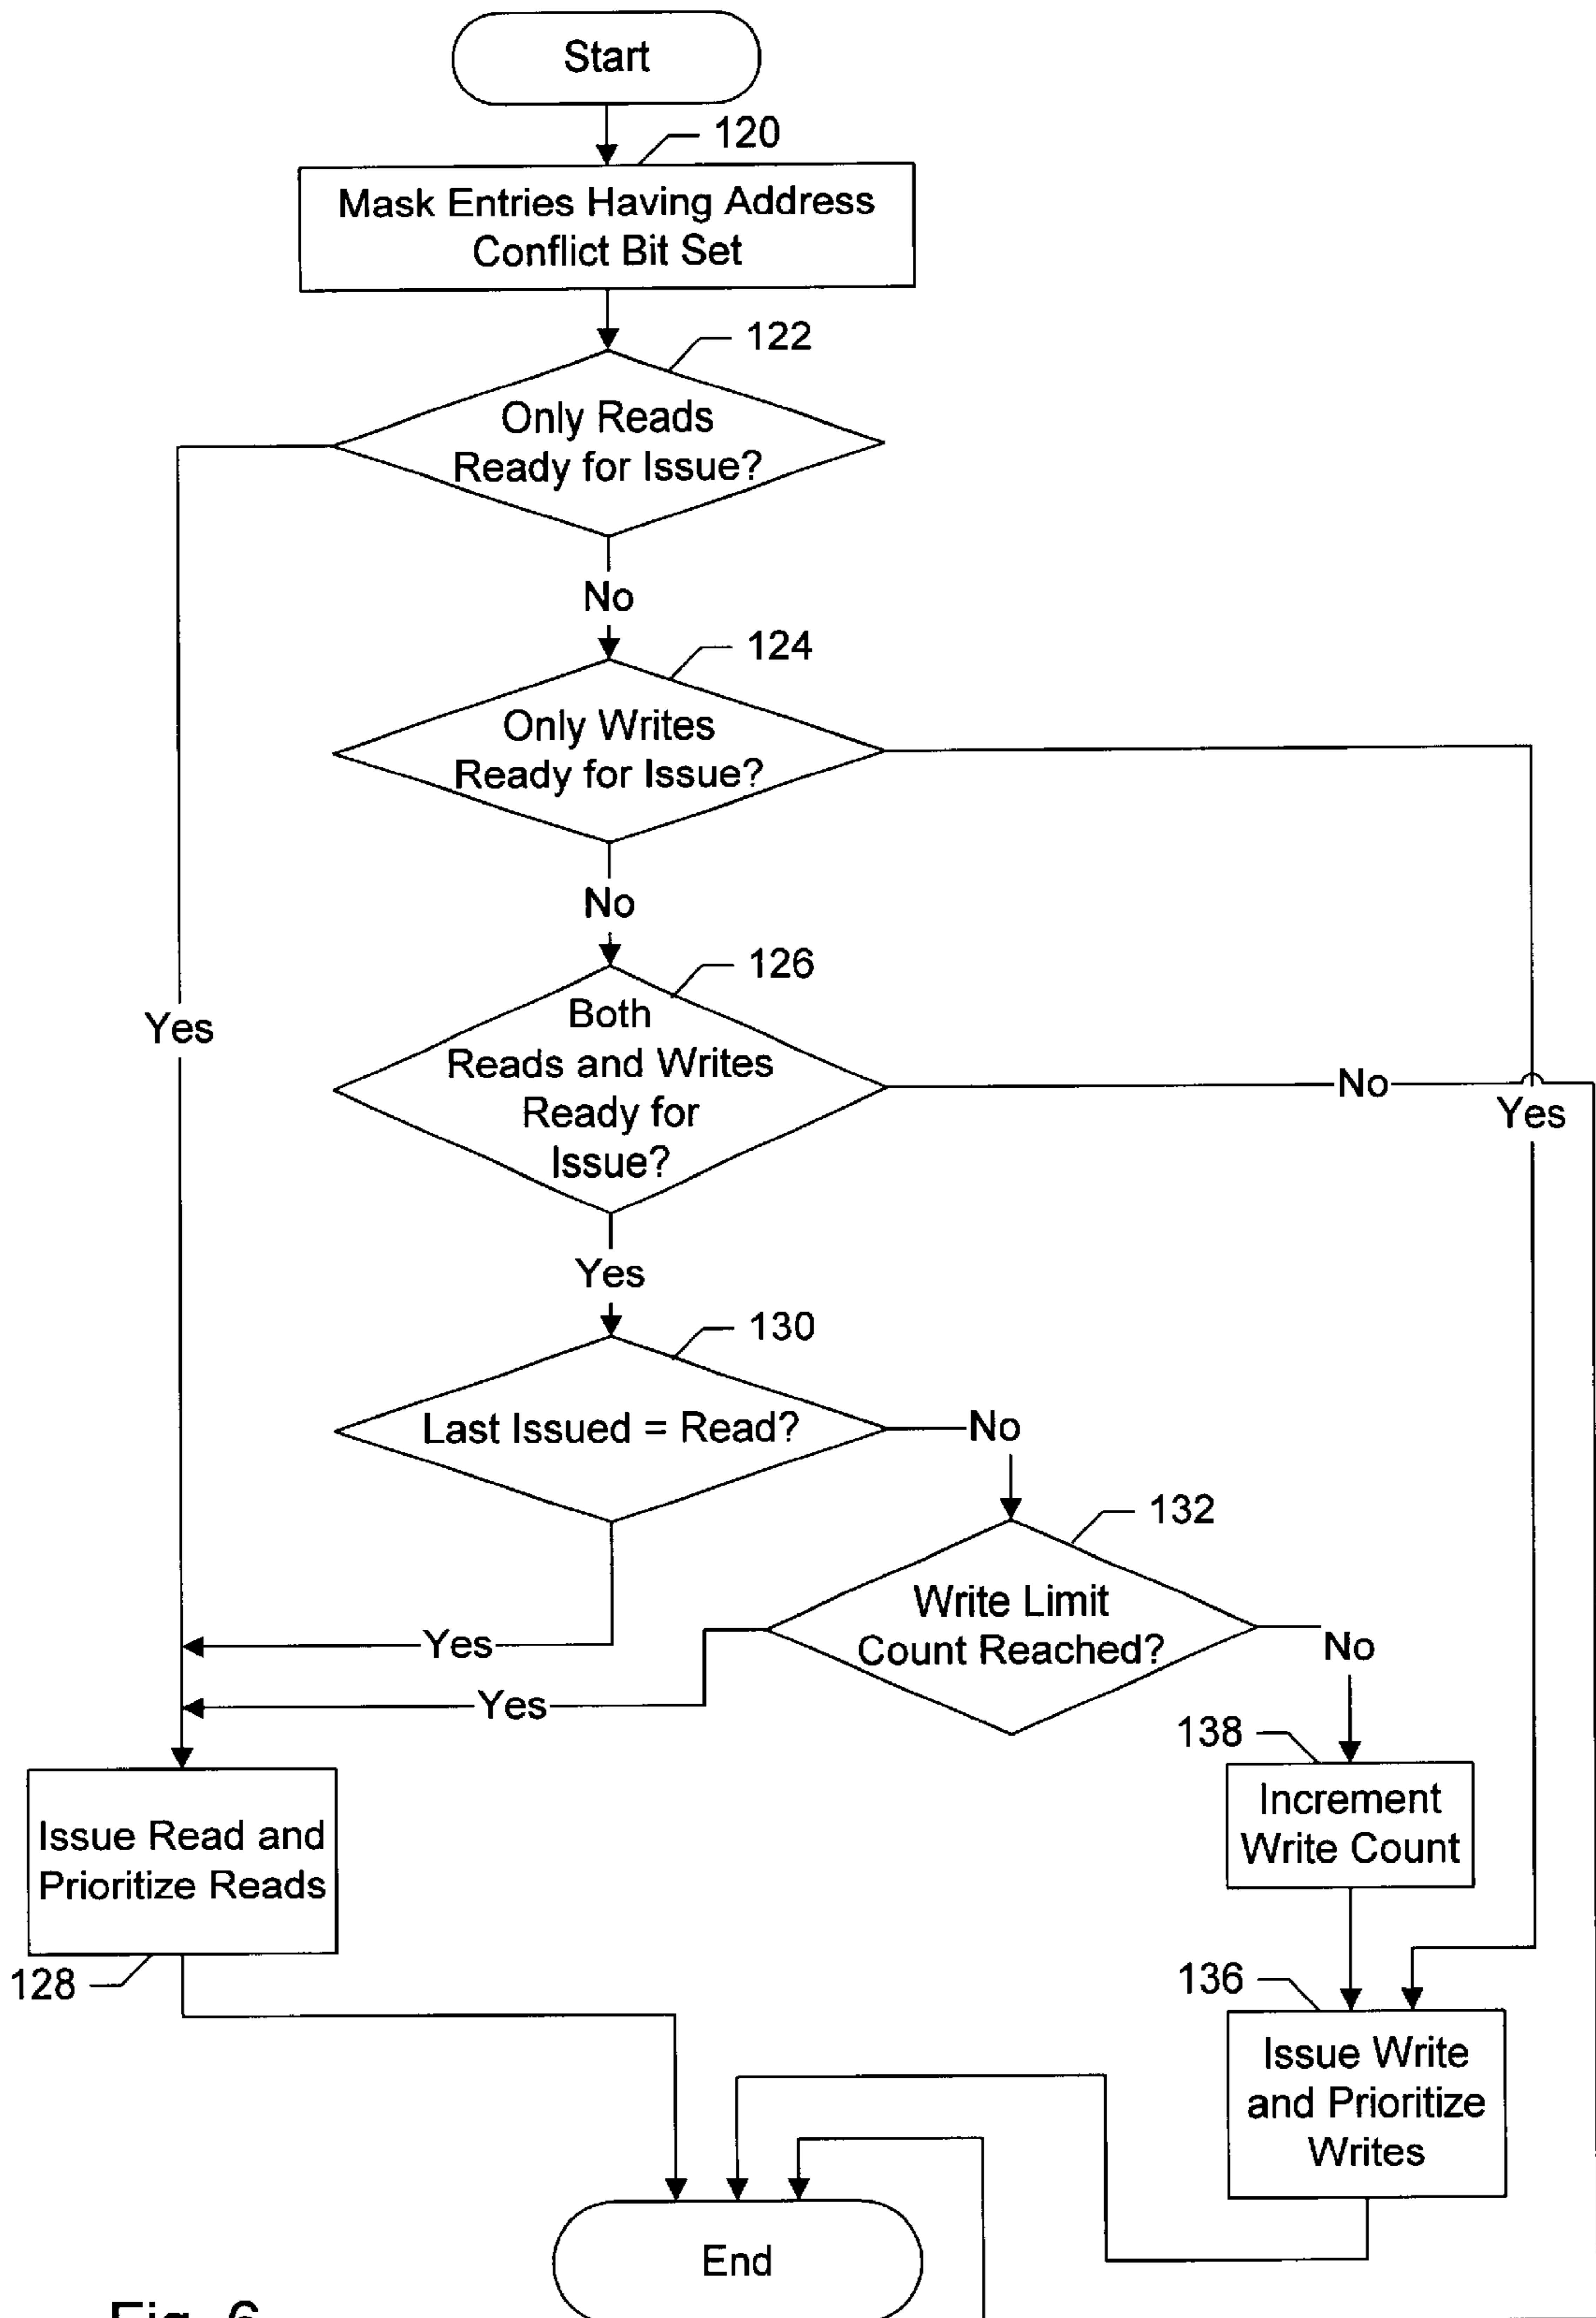 Start
120
Mask Entries Having Address
Conflict Bit Set
122
Only Reads
Ready for Issue?
No
124
Only Writes
Ready for Issue?
No
126
Both
Reads and Writes
Ready for
Issue?
Yes
No
Yes
Yes
130
Last Issued = Read?
No
132
Write Limit
Count Reached?
Yes
Yes
No
138
Increment
Write Count
Issue Read and
Prioritize Reads
128
136
Issue Write
and Prioritize
Writes
End
Fig. 6